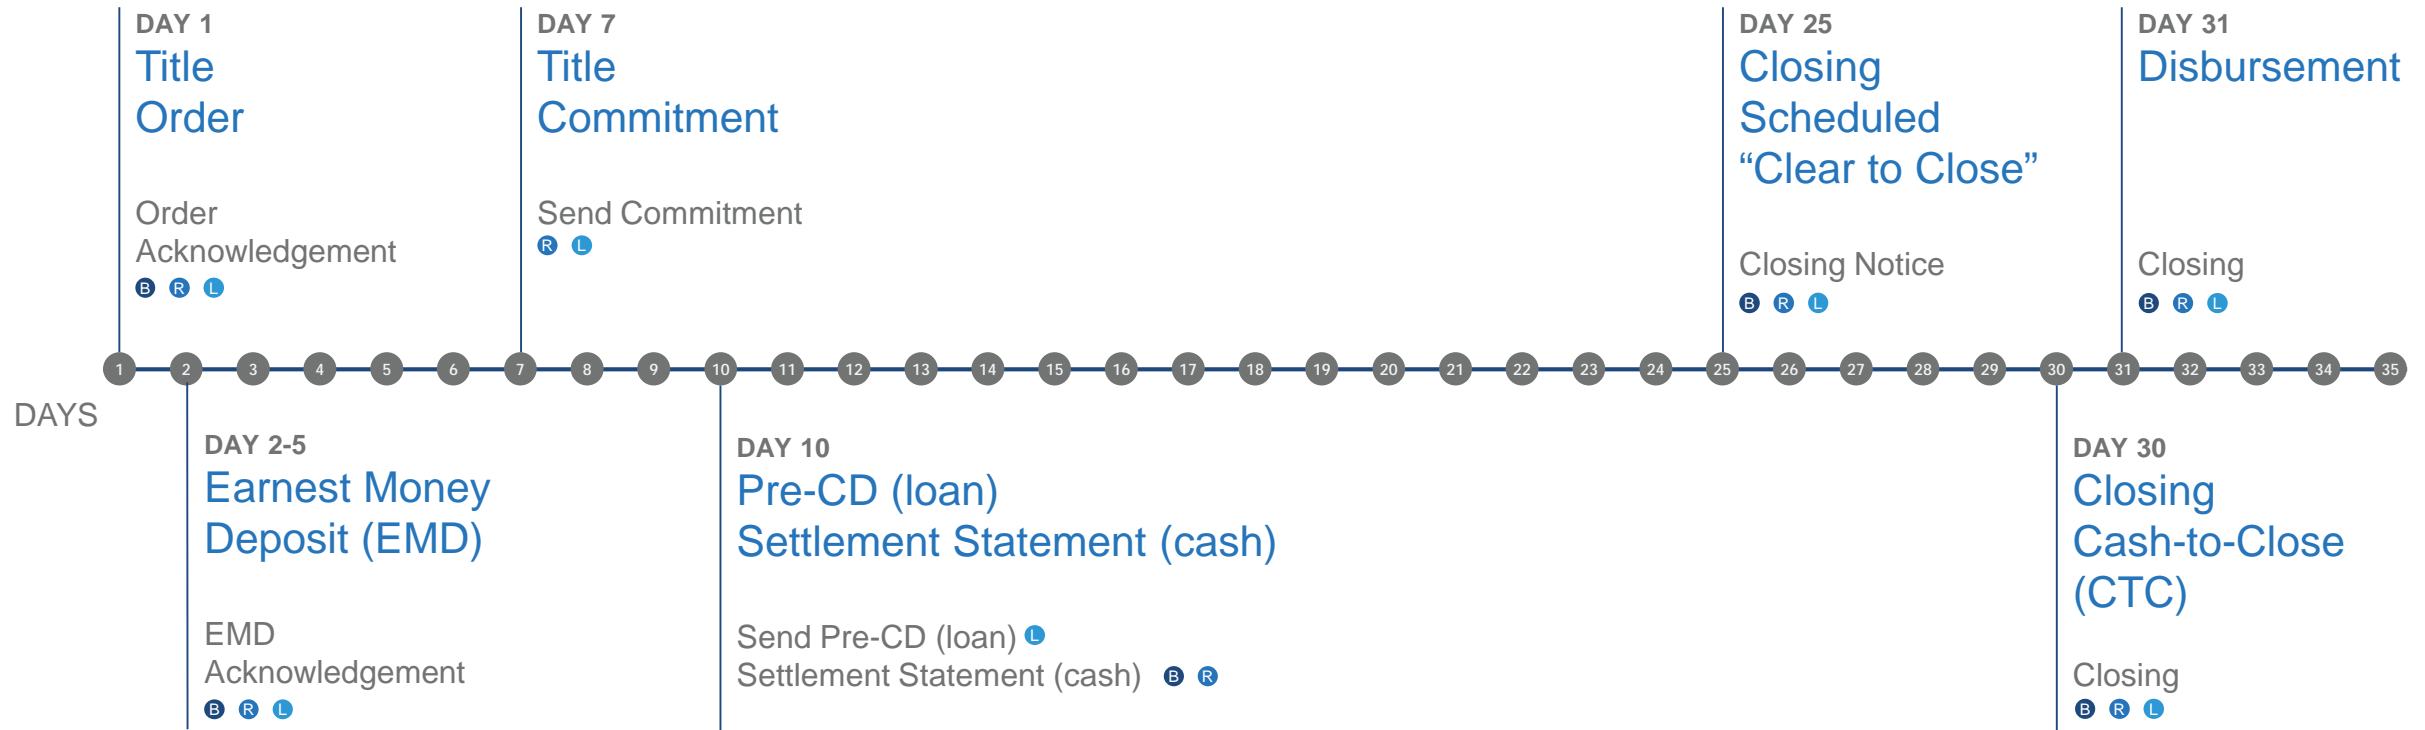 DAY 1
Title
Order
Order
Acknowledgement
B R L
DAY 7
Title
Commitment
Send Commitment
R L
DAY 25
Closing
Scheduled
“Clear to Close”
Closing Notice
B R L
DAY 31
Disbursement
Closing
B R L
1 2 3 4 5 6 7 8 9 10 11 12 13 14 15 16 17 18 19 20 21 22 23 24 25 26 27 28 29 30 31 32 33 34 35
DAYS
DAY 2-5
Earnest Money
Deposit (EMD)
EMD
Acknowledgement
B R L
DAY 10
Pre-CD (loan)
Settlement Statement (cash)
Send Pre-CD (loan) L
Settlement Statement (cash) B R
DAY 30
Closing
Cash-to-Close
(CTC)
Closing
B R L